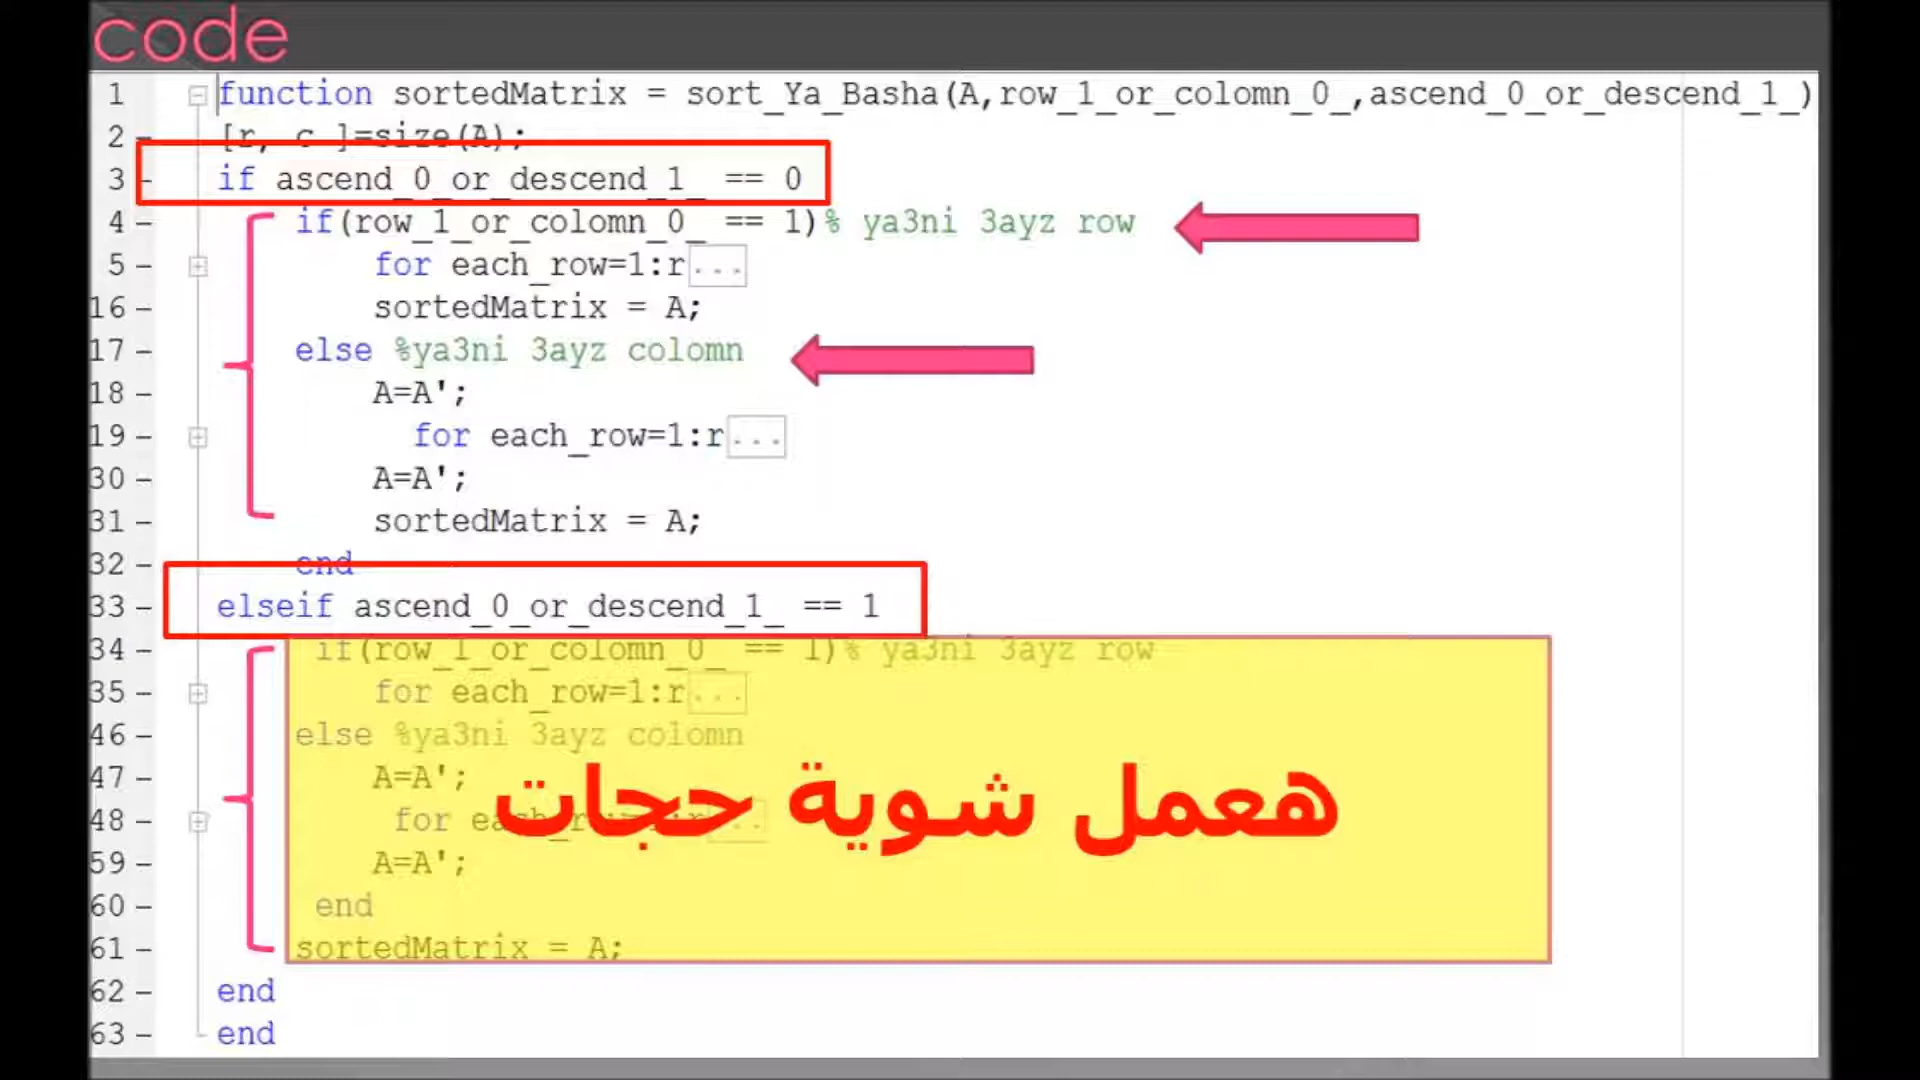 code
1 function sortedMatrix = sort_Ya_Basha(A,row_1_or_colomn_0_,ascend_0_or_descend_1_)
2 [r, c ]=size(A);
3 if ascend_0_or_descend_1_ == 0
4 if(row_1_or_colomn_0_ == 1)% ya3ni 3ayz row
5 for each_row=1:r...
16 sortedMatrix = A;
17 else %ya3ni 3ayz colomn
18 A=A';
19 for each_row=1:r...
30 A=A';
31 sortedMatrix = A;
32 end
33 elseif ascend_0_or_descend_1_ == 1
34 if(row_1_or_colomn_0_ == 1)% ya3ni 3ayz row
35 for each_row=1:r...
46 else %ya3ni 3ayz colomn
47 A=A';
هعمل شوية حجات
48 for each_row=1:r...
59 A=A';
60 end
61 sortedMatrix = A;
62 end
63 end